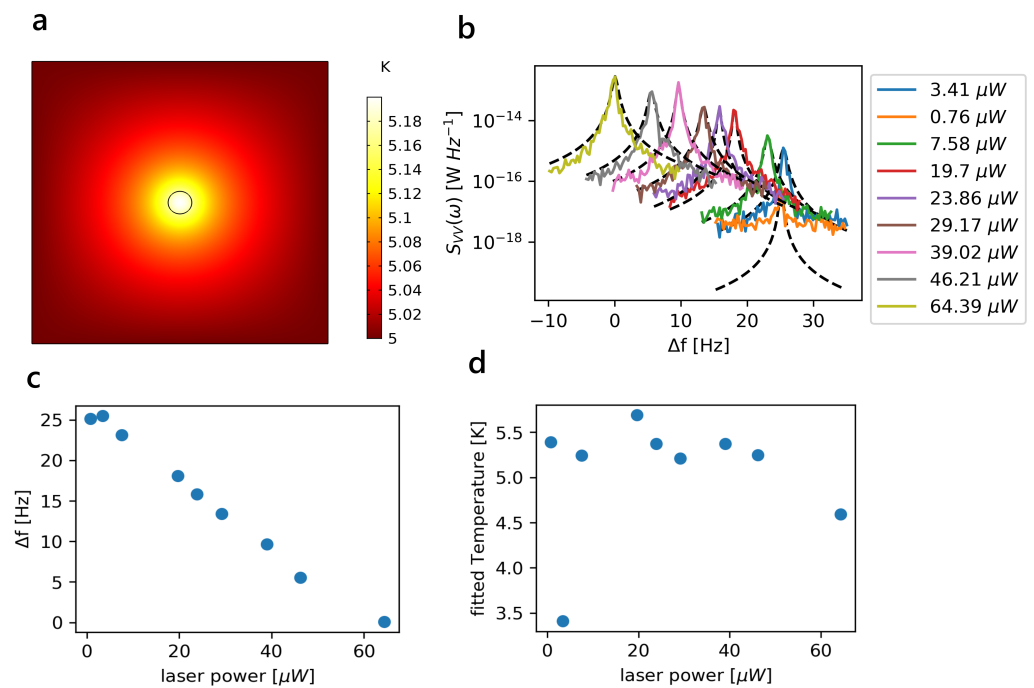 a
K
5.18
5.16
5.14
5.12
5.1
5.08
5.06
5.04
5.02
5
b
10⁻¹⁴
10⁻¹⁶
10⁻¹⁸
S_VV(ω) [W Hz⁻¹]
−10 0 10 20 30
Δf [Hz]
3.41 μW
0.76 μW
7.58 μW
19.7 μW
23.86 μW
29.17 μW
39.02 μW
46.21 μW
64.39 μW
c
25
20
15
10
5
0
Δf [Hz]
0 20 40 60
laser power [μW]
d
5.5
5.0
4.5
4.0
3.5
fitted Temperature [K]
0 20 40 60
laser power [μW]